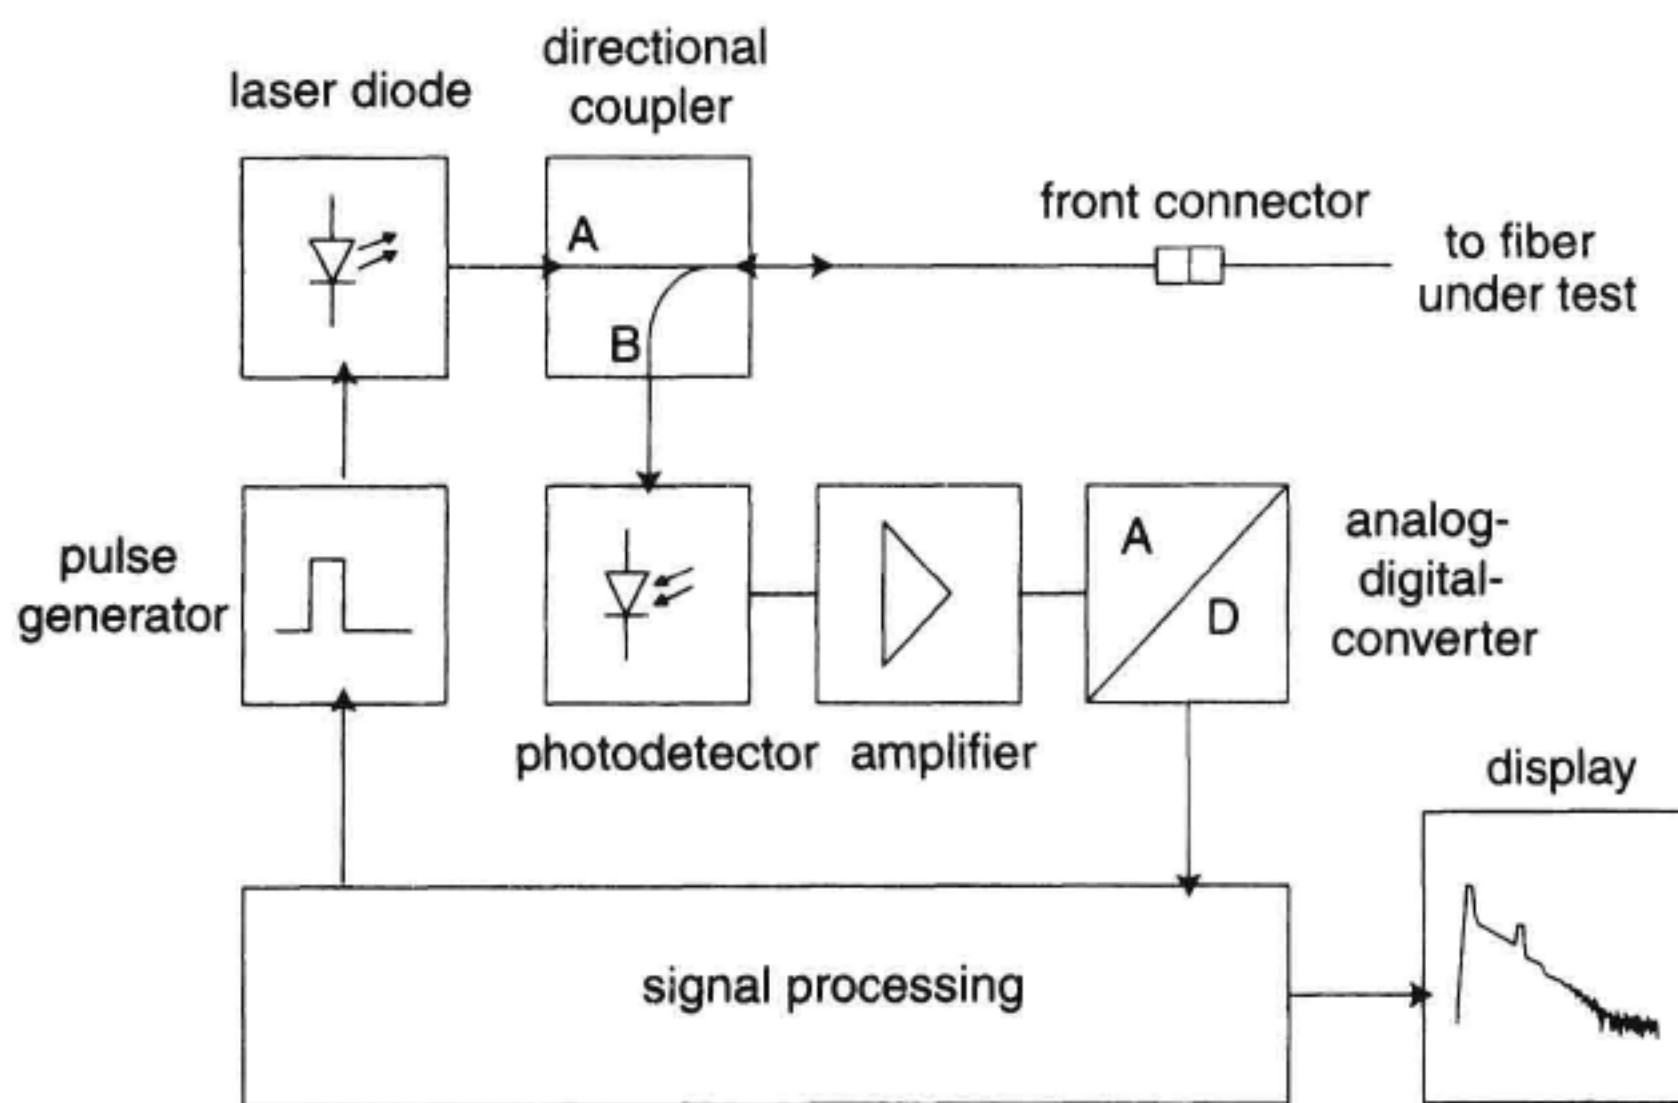 directional
coupler
laser diode
A
B
front connector
to fiber
under test
pulse
generator
A
D
analog-
digital-
converter
photodetector
amplifier
display
signal processing